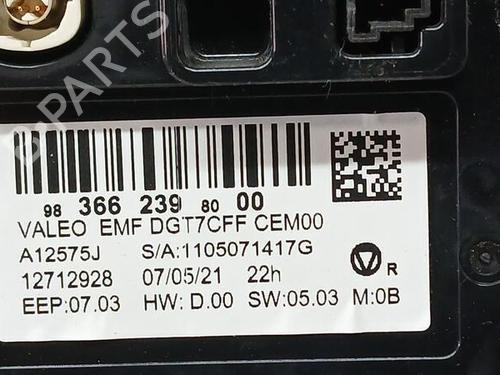 B-PARTS
98 366 239 80 00
VALEO EMF DGT7CFF CEM00
A12575J S/A:1105071417G
12712928 07/05/21 22h
V R
EEP:07.03 HW: D.00 SW:05.03 M:0B